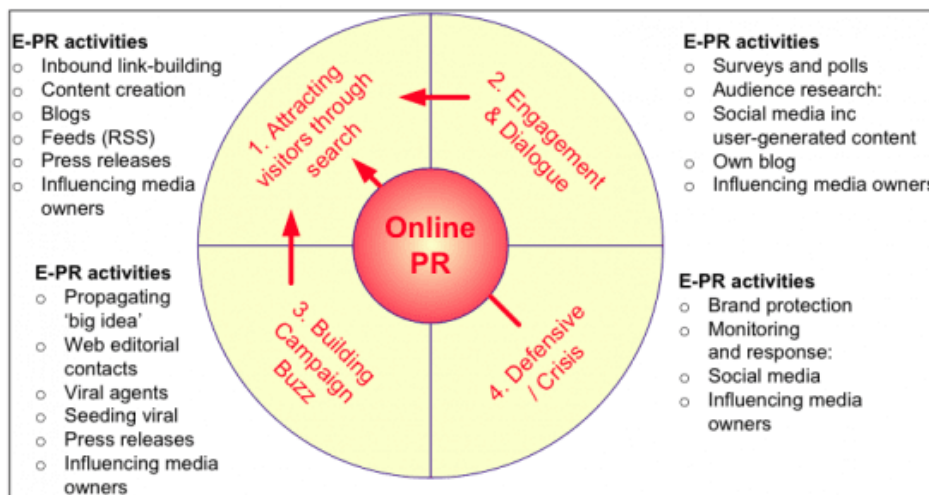 E-PR activities
○ Inbound link-building
○ Content creation
○ Blogs
○ Feeds (RSS)
○ Press releases
○ Influencing media
owners
1. Attracting
visitors through
search
2. Engagement
& Dialogue
E-PR activities
○ Surveys and polls
○ Audience research:
○ Social media inc
user-generated content
○ Own blog
○ Influencing media owners
Online
PR
E-PR activities
○ Propagating
'big idea'
○ Web editorial
contacts
○ Viral agents
○ Seeding viral
○ Press releases
○ Influencing media
owners
3. Building
Campaign
Buzz
4. Defensive
/ Crisis
E-PR activities
○ Brand protection
○ Monitoring
and response:
○ Social media
○ Influencing media
owners